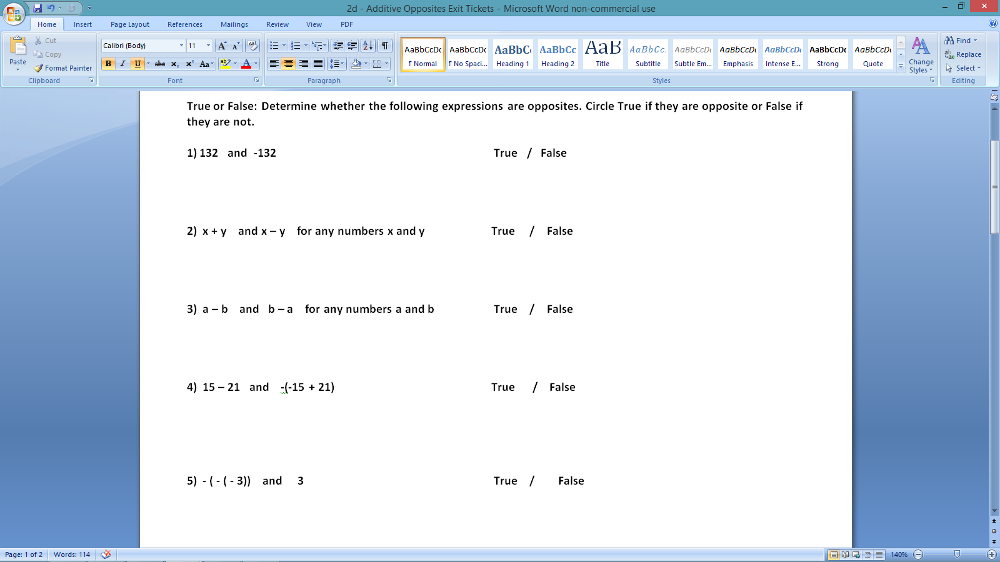 2d - Additive Opposites Exit Tickets - Microsoft Word non-commercial use
Home Insert Page Layout References Mailings Review View PDF
Paste
Cut
Copy
Format Painter
Clipboard
Calibri (Body) 11
B I U abc X₂ X² Aa ab A
Font
Paragraph
AaBbCcDc AaBbCcDc AaBbC AaBbCc AaB AaBbCc. AaBbCcDc AaBbCcDc AaBbCcDc AaBbCcDc AaBbCcDc
¶ Normal ¶ No Spaci... Heading 1 Heading 2 Title Subtitle Subtle Em... Emphasis Intense E... Strong Quote
Change Styles
Styles
Find
Replace
Select
Editing
True or False: Determine whether the following expressions are opposites. Circle True if they are opposite or False if
they are not.
1) 132 and -132 True / False
2) x + y and x – y for any numbers x and y True / False
3) a – b and b – a for any numbers a and b True / False
4) 15 – 21 and -(-15 + 21) True / False
5) - ( - ( - 3)) and 3 True / False
Page: 1 of 2 Words: 114 140%